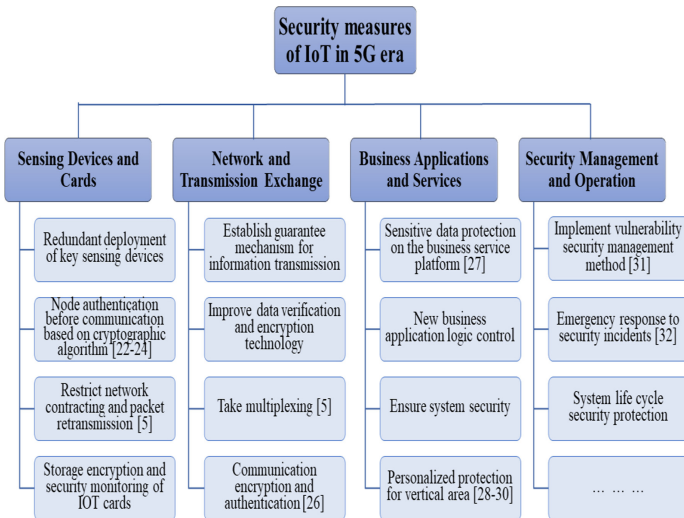 Security measures
of IoT in 5G era
Sensing Devices and
Cards
Redundant deployment
of key sensing devices
Node authentication
before communication
based on cryptographic
algorithm [22-24]
Restrict network
contracting and packet
retransmission [5]
Storage encryption and
security monitoring of
IOT cards
Network and
Transmission Exchange
Establish guarantee
mechanism for
information transmission
Improve data verification
and encryption
technology
Take multiplexing [5]
Communication
encryption and
authentication [26]
Business Applications
and Services
Sensitive data protection
on the business service
platform [27]
New business
application logic control
Ensure system security
Personalized protection
for vertical area [28-30]
Security Management
and Operation
Implement vulnerability
security management
method [31]
Emergency response to
security incidents [32]
System life cycle
security protection
... ... ...